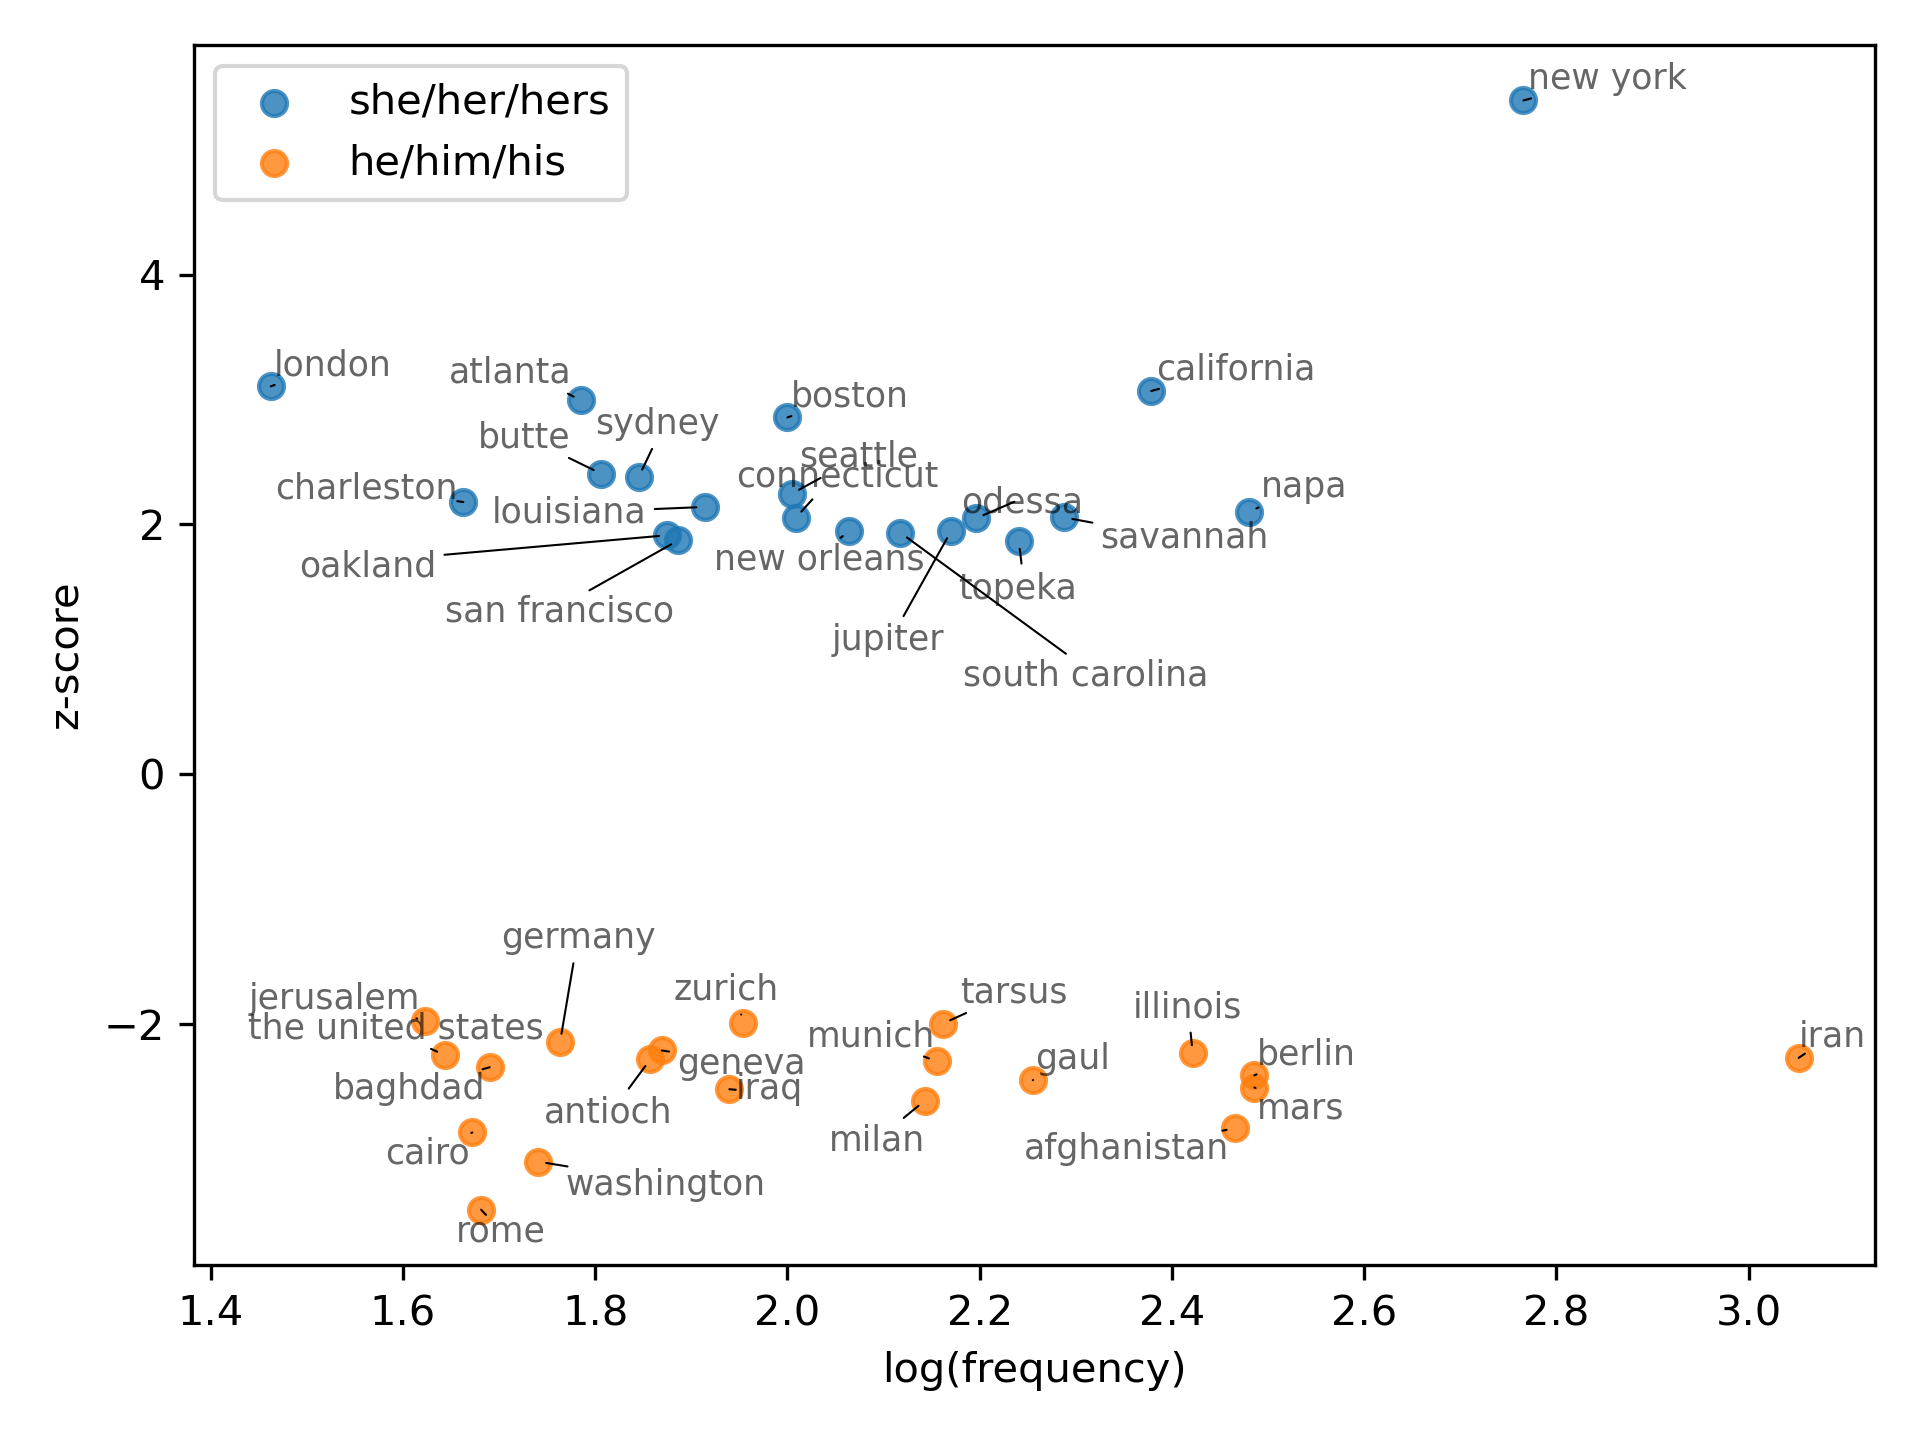 she/her/hers
he/him/his
new york
london
atlanta
california
boston
sydney
butte
seattle
connecticut
charleston
napa
louisiana
odessa
savannah
oakland
new orleans
topeka
san francisco
jupiter
south carolina
germany
zurich
tarsus
jerusalem
illinois
the united states
munich
iran
geneva
gaul
berlin
baghdad
iraq
antioch
mars
milan
cairo
afghanistan
washington
rome
4
2
0
−2
z-score
1.4
1.6
1.8
2.0
2.2
2.4
2.6
2.8
3.0
log(frequency)